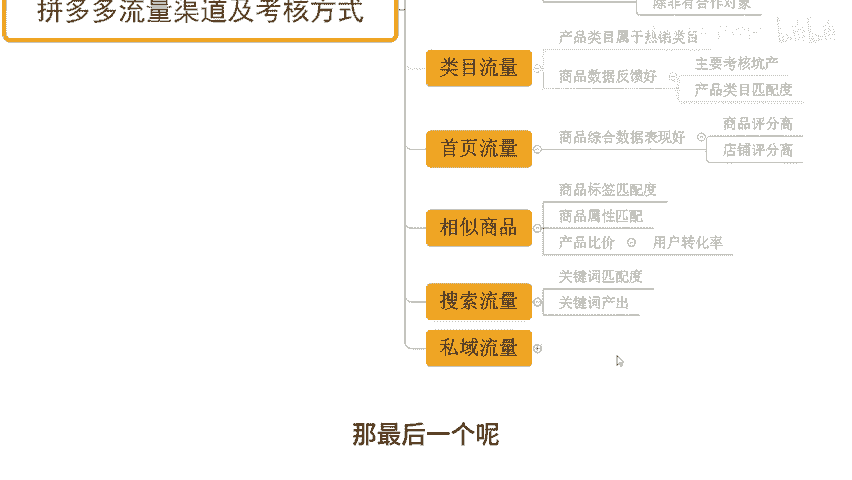 拼多多流量渠道及考核方式
除非有合作对象
类目流量
产品类目属于热销类目
商品数据反馈好
主要考核坑产
产品类目匹配度
首页流量
商品综合数据表现好
商品评分高
店铺评分高
相似商品
商品标签匹配度
商品属性匹配
产品比价
用户转化率
搜索流量
关键词匹配度
关键词产出
私域流量
那最后一个呢